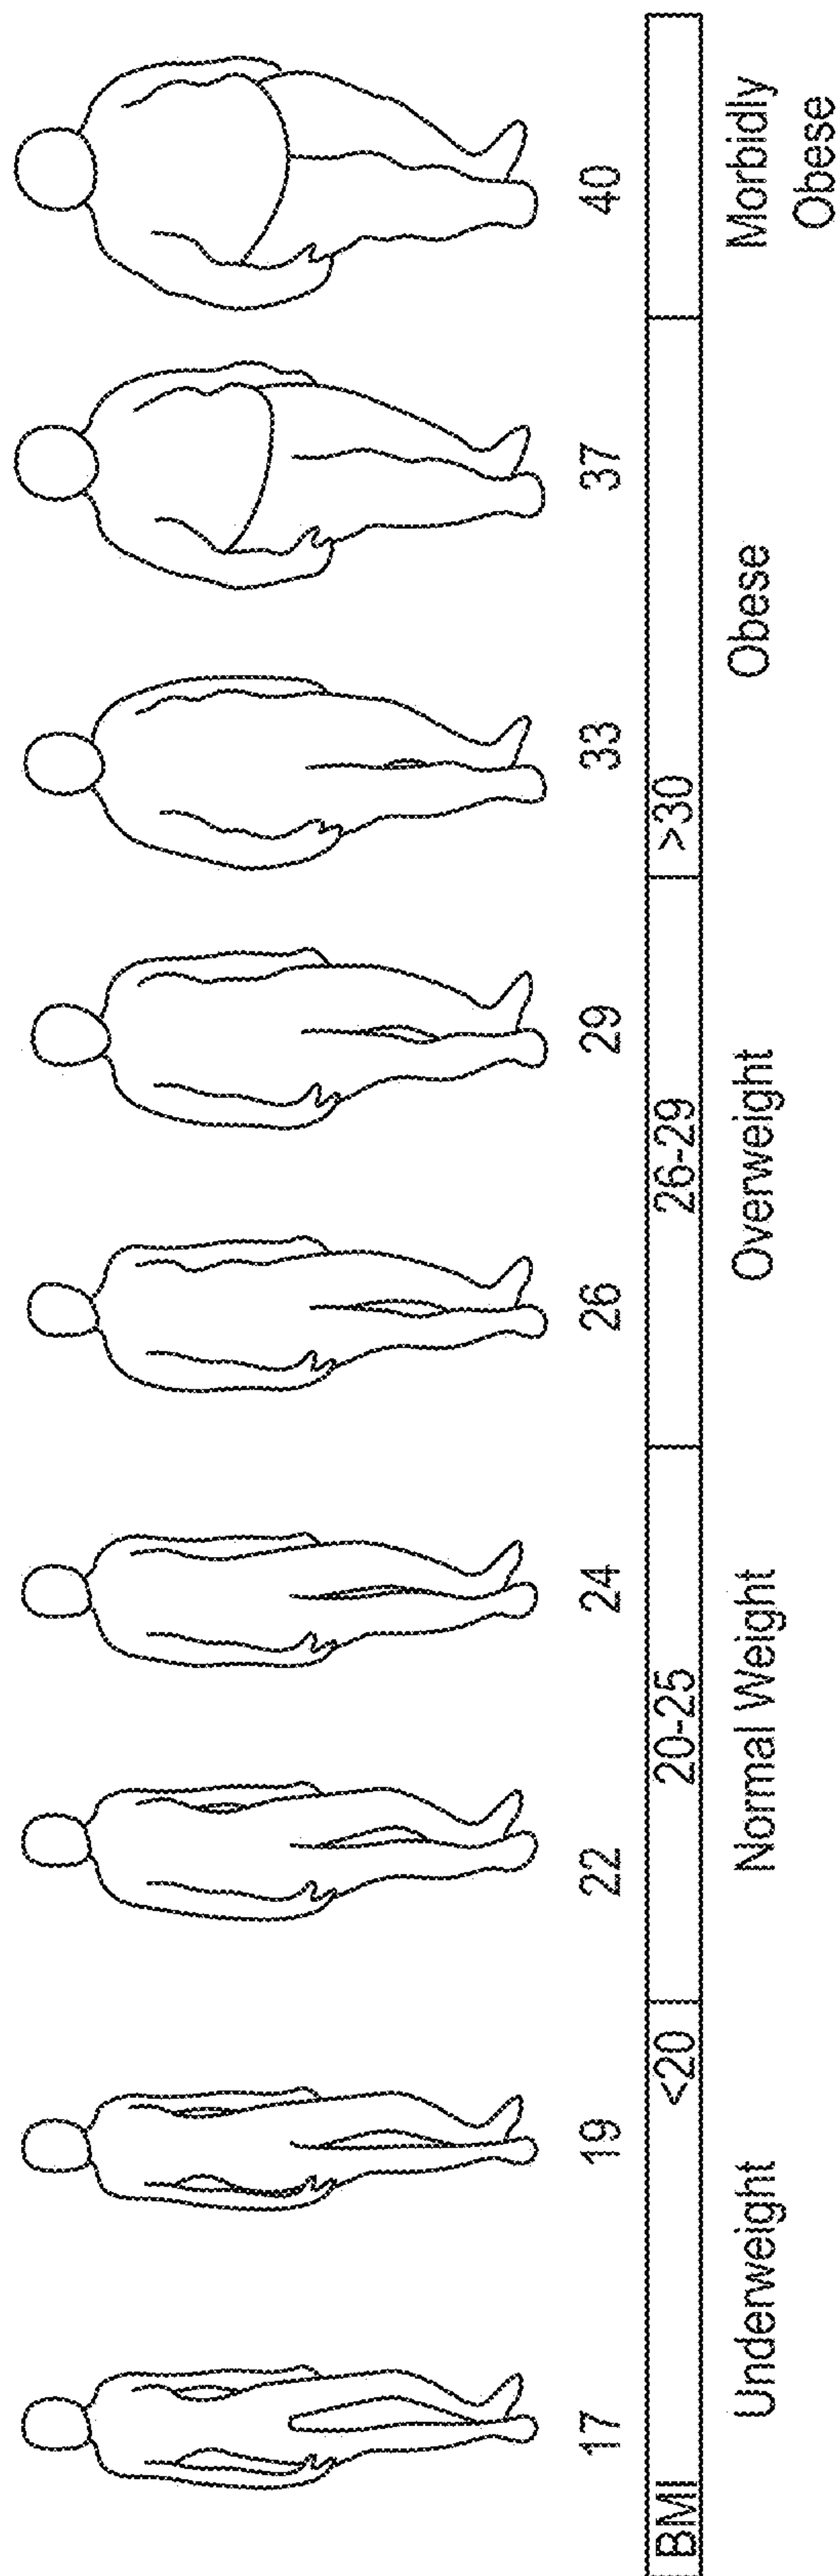 17 19 22 24 26 29 33 37 40
BMI <20 20-25 26-29 >30
Underweight Normal Weight Overweight Obese Morbidly
Obese